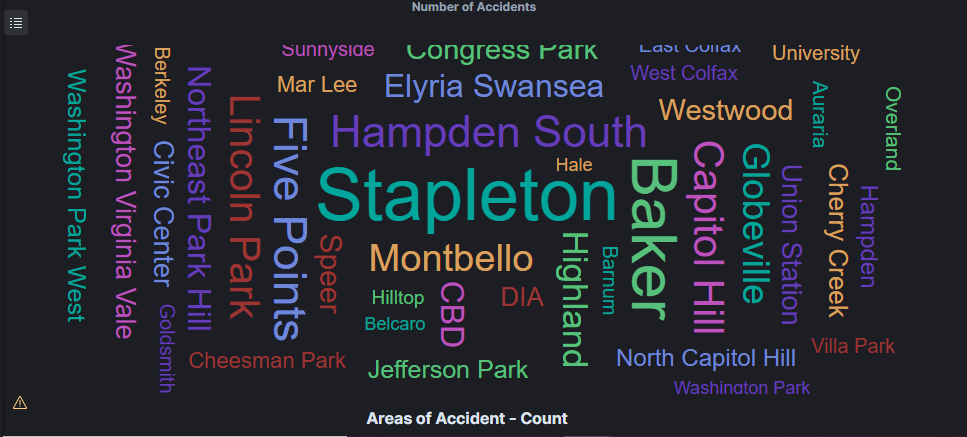 Number of Accidents
Sunnyside
Congress Park
East Colfax
University
West Colfax
Mar Lee
Elyria Swansea
Westwood
Hampden South
Hale
Stapleton
Washington Park West
Washington Virginia Vale
Berkeley
Civic Center
Northeast Park Hill
Lincoln Park
Five Points
Speer
Baker
Capitol Hill
Globeville
Union Station
Auraria
Cherry Creek
Hampden
Overland
Montbello
Highland
Barnum
Hilltop
CBD
DIA
Belcaro
Goldsmith
Cheesman Park
Jefferson Park
North Capitol Hill
Villa Park
Washington Park
Areas of Accident - Count